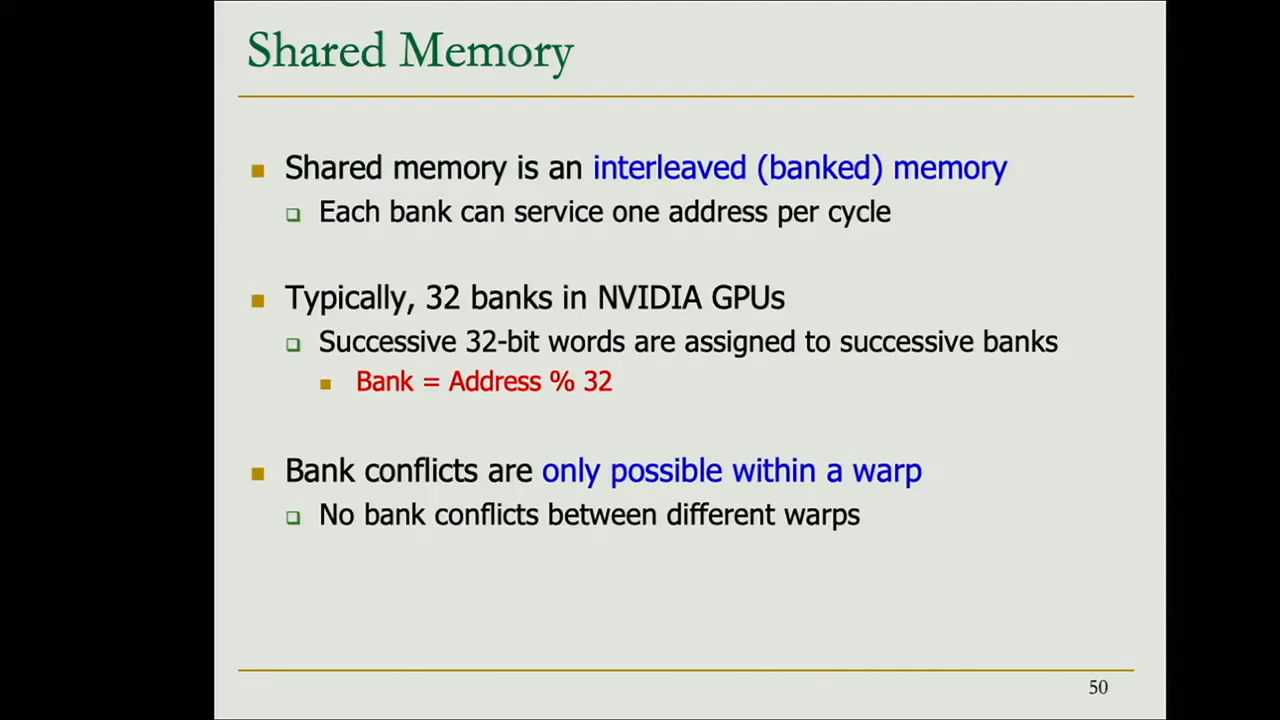 Shared Memory
Shared memory is an interleaved (banked) memory
Each bank can service one address per cycle
Typically, 32 banks in NVIDIA GPUs
Successive 32-bit words are assigned to successive banks
Bank = Address % 32
Bank conflicts are only possible within a warp
No bank conflicts between different warps
50